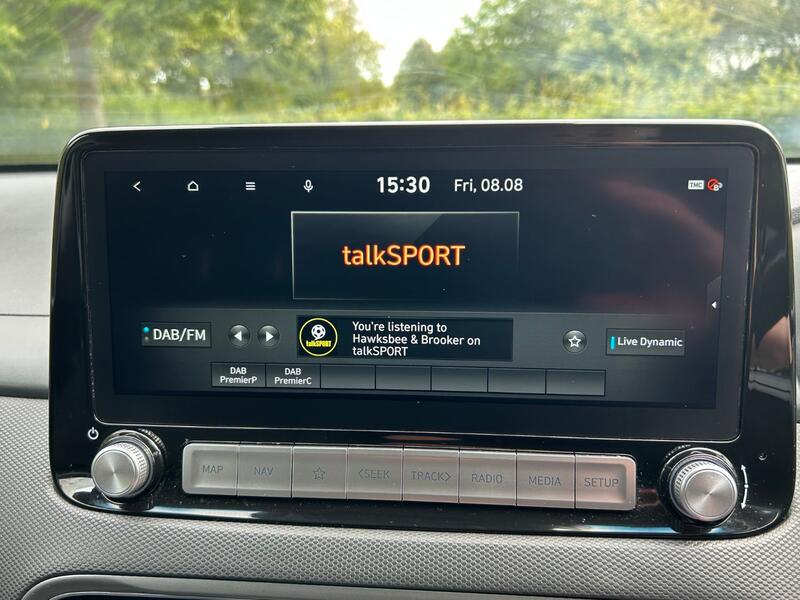 15:30 Fri, 08.08 TMC
talkSPORT
DAB/FM
talkSPORT
You're listening to
Hawksbee & Brooker on
talkSPORT
Live Dynamic
DAB
PremierP
DAB
PremierC
MAP NAV <SEEK TRACK> RADIO MEDIA SETUP